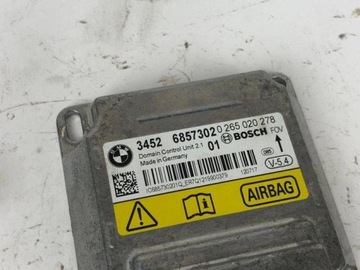 3452 6857302 0 265 020 278
Domain Control Unit 2.1 01 BOSCH FOV
Made in Germany
V-5.4
120717
AIRBAG